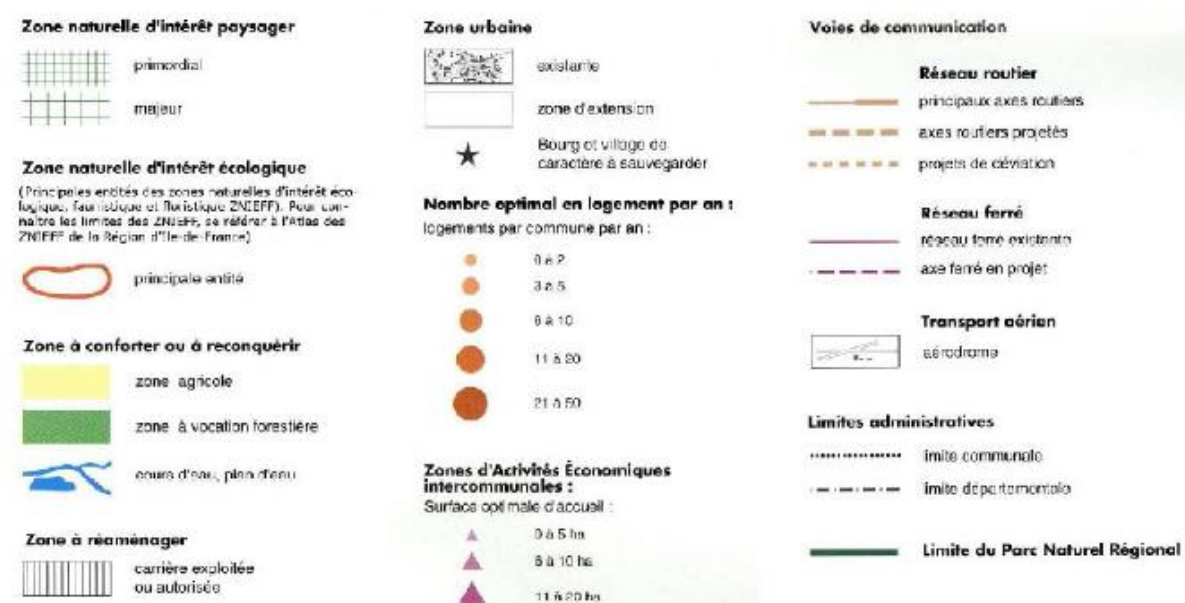 Zone naturelle d'intérêt paysager
primordial
majeur
Zone naturelle d'intérêt écologique
(Principales entités des zones naturelles d'intérêt éco-
logique, faunistique et floristique ZNIEFF). Pour con-
naître les limites des ZNIEFF, se référer à l'Atlas des
ZNIEFF de la Région d'Ile-de-France)
principale entité
Zone à conforter ou à reconquérir
zone agricole
zone à vocation forestière
cours d'eau, plan d'eau
Zone à réaménager
carrière exploitée
ou autorisée
Zone urbaine
existante
zone d'extension
Bourg et village de
caractère à sauvegarder
Nombre optimal en logement par an :
logements par commune par an :
0 à 2
3 à 5
6 à 10
11 à 20
21 à 50
Zones d'Activités Économiques
intercommunales :
Surface optimale d'accueil :
0 à 5 ha
6 à 10 ha
11 à 20 ha
Voies de communication
Réseau routier
principaux axes routiers
axes routiers projetés
projets de déviation
Réseau ferré
réseau ferré existante
axe ferré en projet
Transport aérien
aérodrome
Limites administratives
limite communale
limite départementale
Limite du Parc Naturel Régional